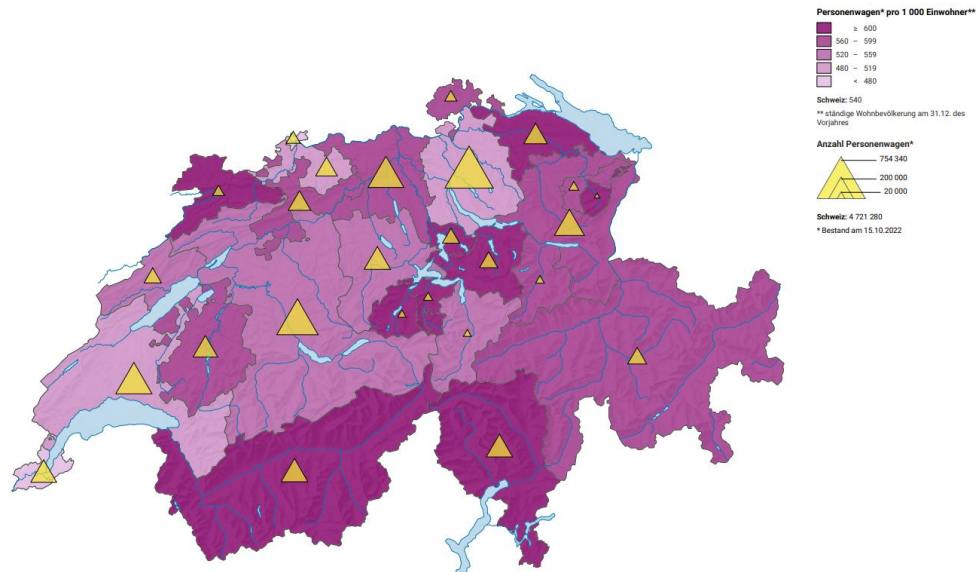 Personenwagen* pro 1 000 Einwohner**
≥ 600
560 – 599
520 – 559
480 – 519
< 480
Schweiz: 540
** ständige Wohnbevölkerung am 31.12. des
Vorjahres
Anzahl Personenwagen*
754 340
200 000
20 000
Schweiz: 4 721 280
* Bestand am 15.10.2022